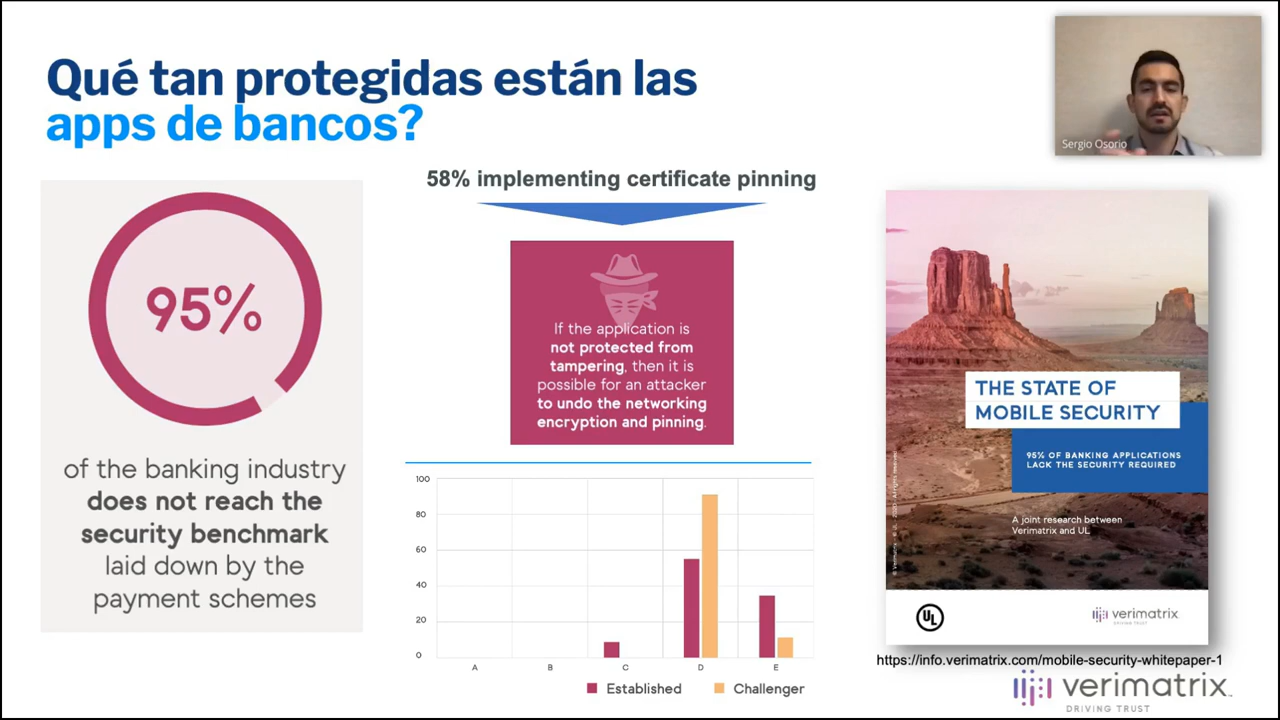 Qué tan protegidas están las
apps de bancos?
Sergio Osorio
95%
of the banking industry
does not reach the
security benchmark
laid down by the
payment schemes
58% implementing certificate pinning
If the application is
not protected from
tampering, then it is
possible for an attacker
to undo the networking
encryption and pinning.
100
80
60
40
20
0
A B C D E
Established Challenger
THE STATE OF
MOBILE SECURITY
95% OF BANKING APPLICATIONS
LACK THE SECURITY REQUIRED
A joint research between
Verimatrix and UL
UL
verimatrix
DRIVING TRUST
https://info.verimatrix.com/mobile-security-whitepaper-1
verimatrix™
DRIVING TRUST